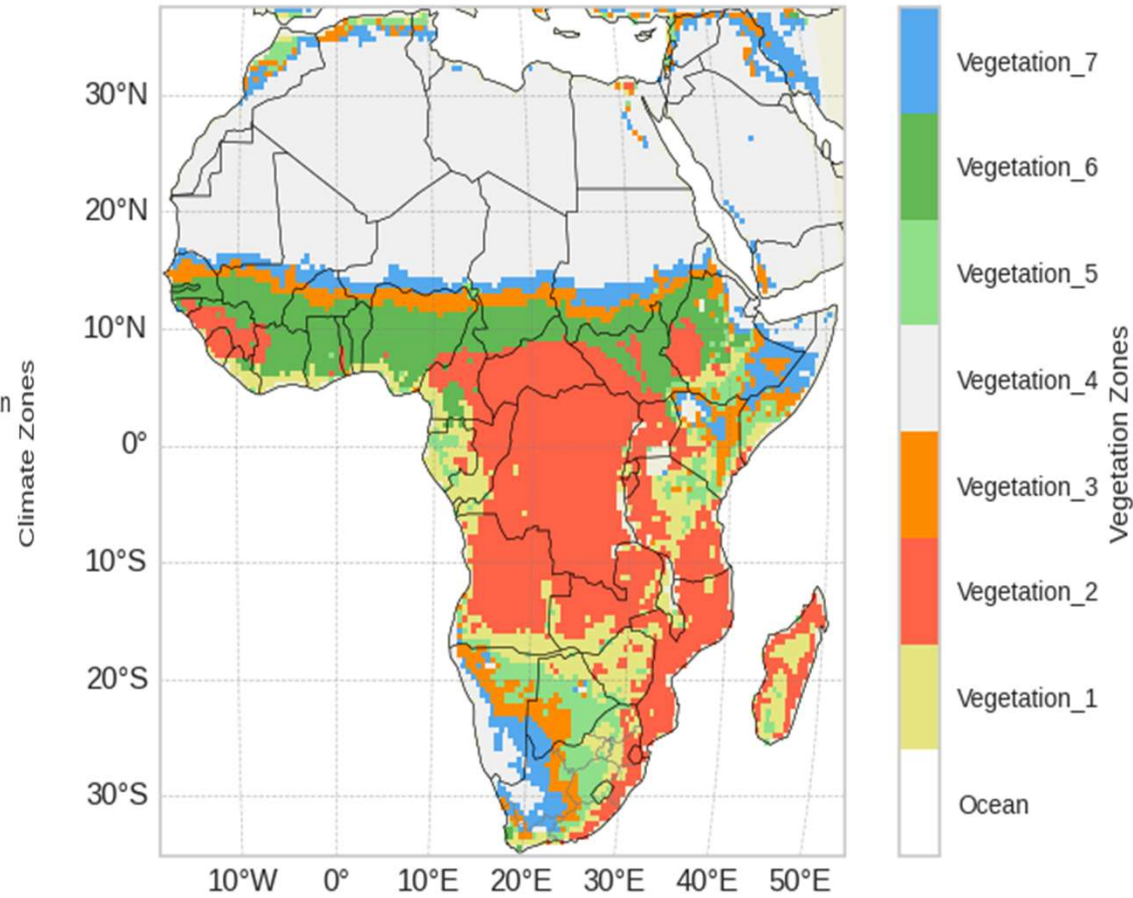 30°N
20°N
10°N
0°
10°S
20°S
30°S
10°W
0°
10°E
20°E
30°E
40°E
50°E
n
Climate Zones
Vegetation_7
Vegetation_6
Vegetation_5
Vegetation_4
Vegetation_3
Vegetation_2
Vegetation_1
Ocean
Vegetation Zones